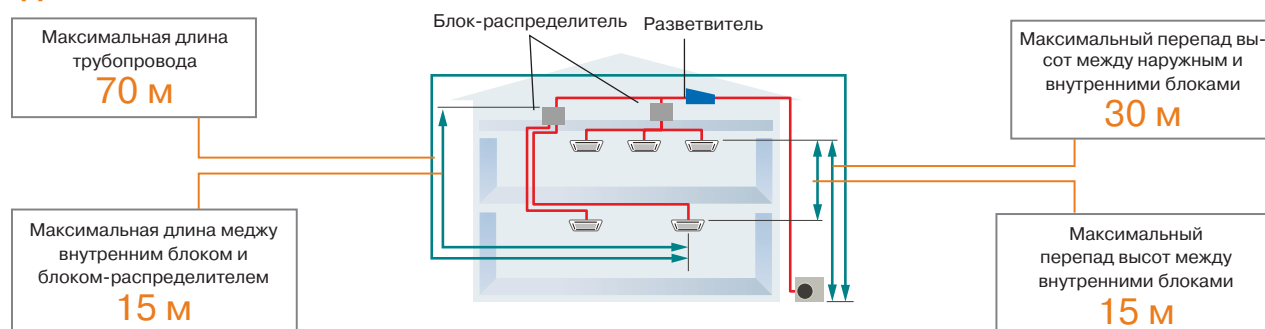 Блок-распределитель
Разветвитель
Максимальная длина
трубопровода
70 м
Максимальная длина меджу
внутренним блоком и
блоком-распределителем
15 м
Максимальный перепад вы-
сот между наружным и
внутренними блоками
30 м
Максимальный
перепад высот между
внутренними блоками
15 м